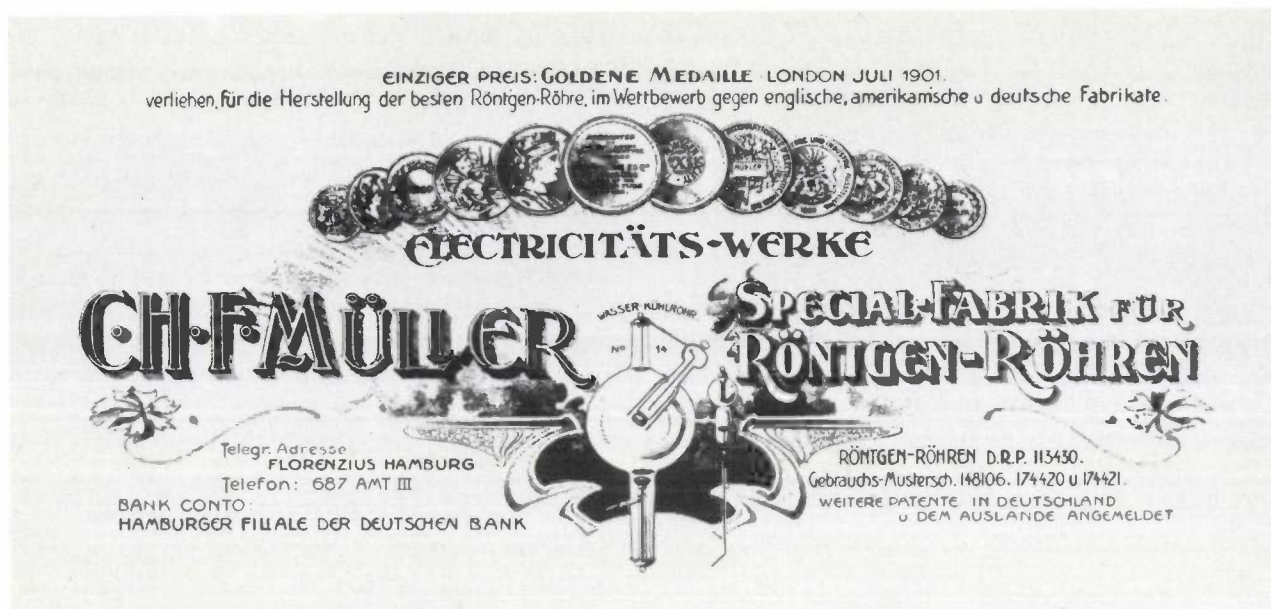 EINZIGER PREIS: GOLDENE MEDAILLE LONDON JULI 1901.
verliehen, für die Herstellung der besten Röntgen-Röhre, im Wettbewerb gegen englische, amerikanische u deutsche Fabrikate.
MÜLLER
ELECTRICITÄTS-WERKE
C·H·F·MÜLLER
WASSER KÜHLROHR
No 14
SPECIAL-FABRIK FÜR
RÖNTGEN-RÖHREN
Telegr. Adresse
FLORENZIUS HAMBURG
Telefon: 687 AMT III
BANK CONTO:
HAMBURGER FILIALE DER DEUTSCHEN BANK
RÖNTGEN-RÖHREN D.R.P. 113430.
Gebrauchs-Mustersch. 148106. 174420 u 174421.
WEITERE PATENTE IN DEUTSCHLAND
u. DEM AUSLANDE ANGEMELDET